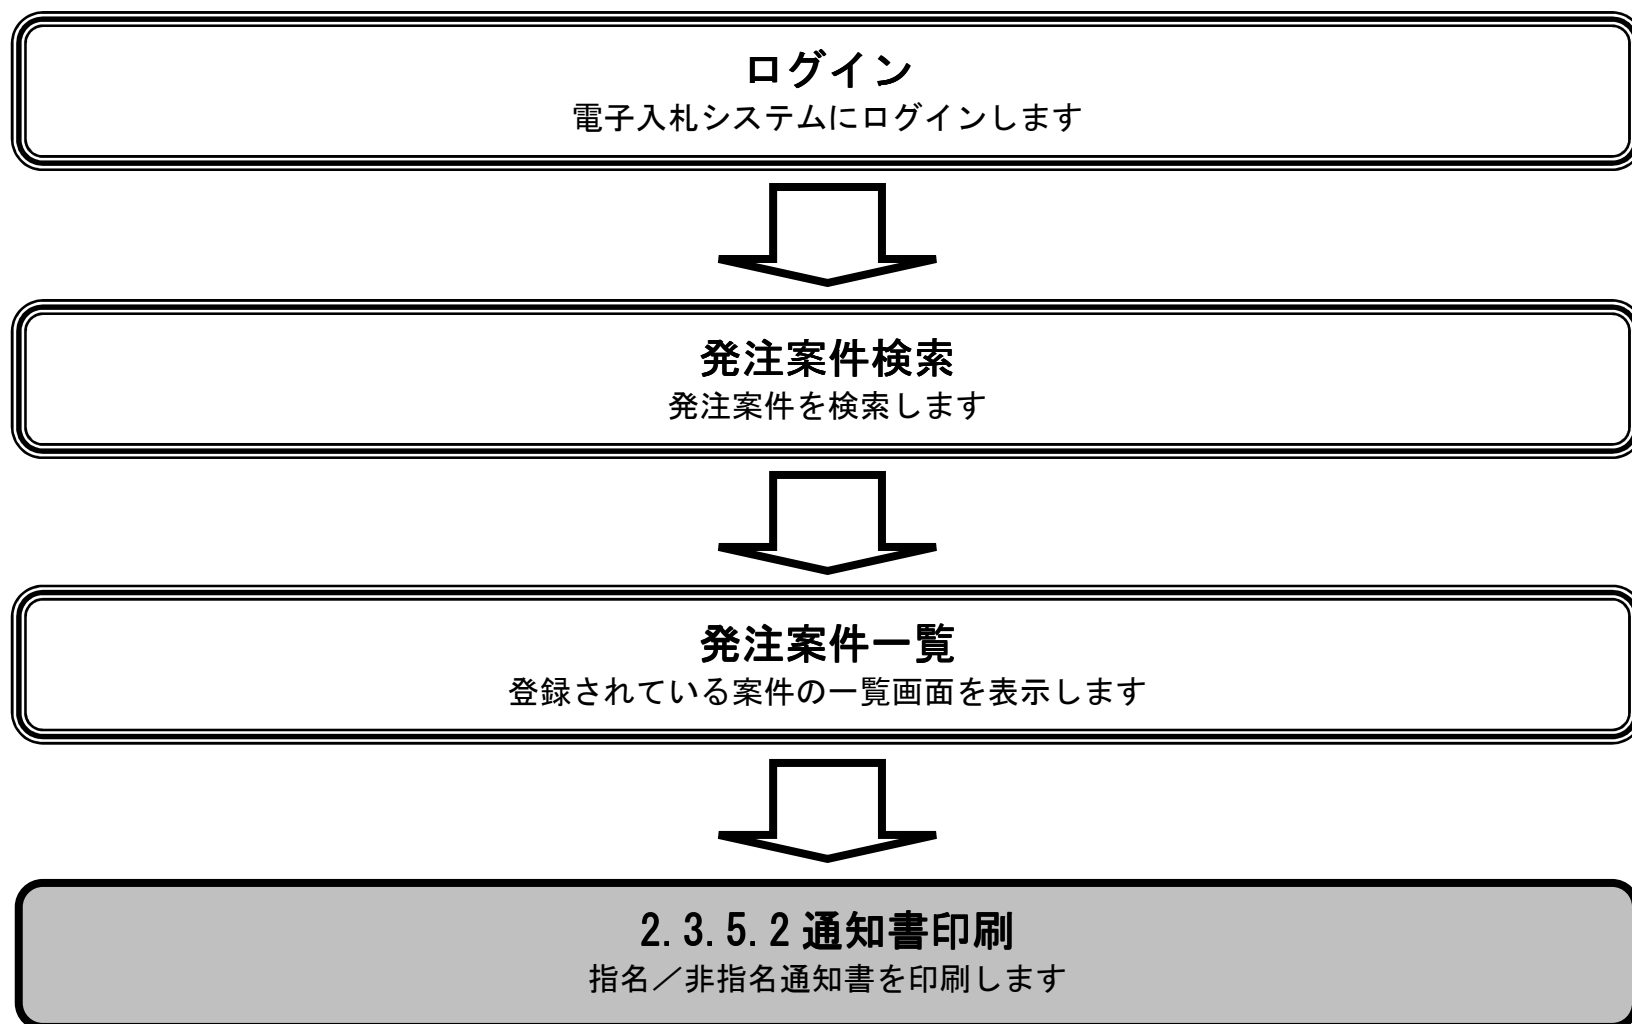 ログイン
電子入札システムにログインします
発注案件検索
発注案件を検索します
発注案件一覧
登録されている案件の一覧画面を表示します
2.3.5.2通知書印刷
指名／非指名通知書を印刷します